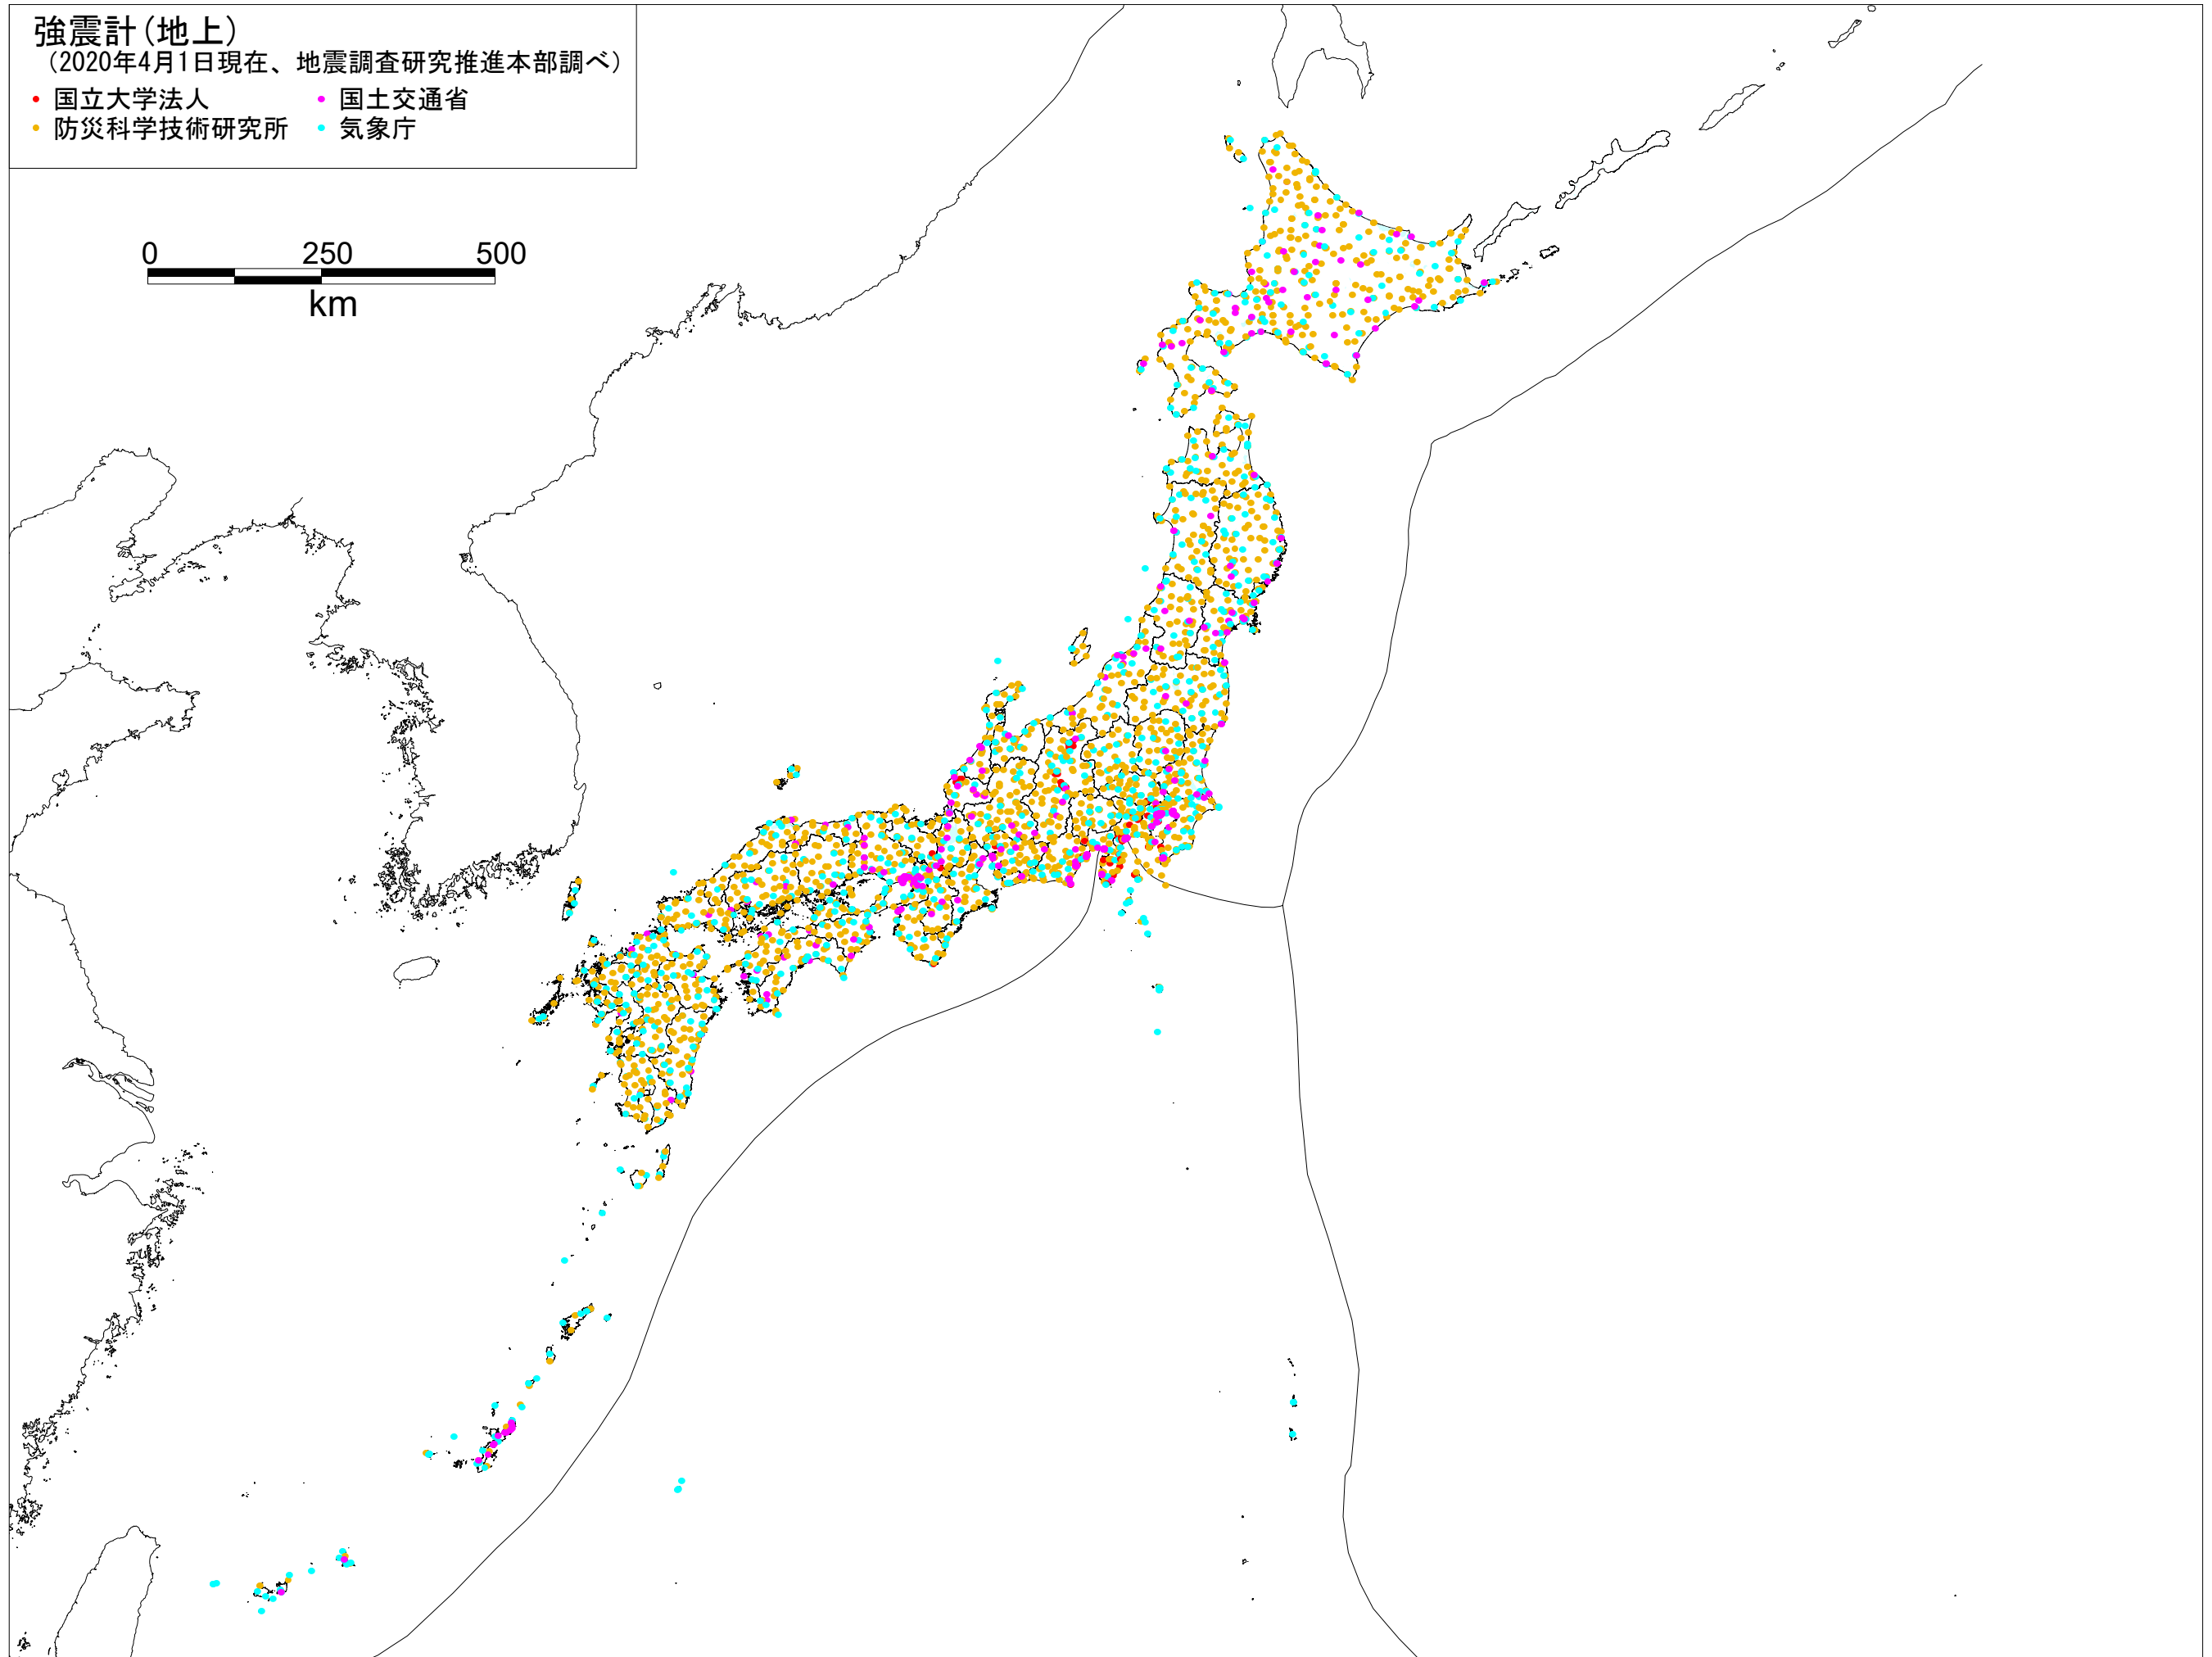 強震計(地上)
(2020年4月1日現在、地震調査研究推進本部調べ)
国立大学法人 国土交通省
防災科学技術研究所 気象庁
0 250 500
km